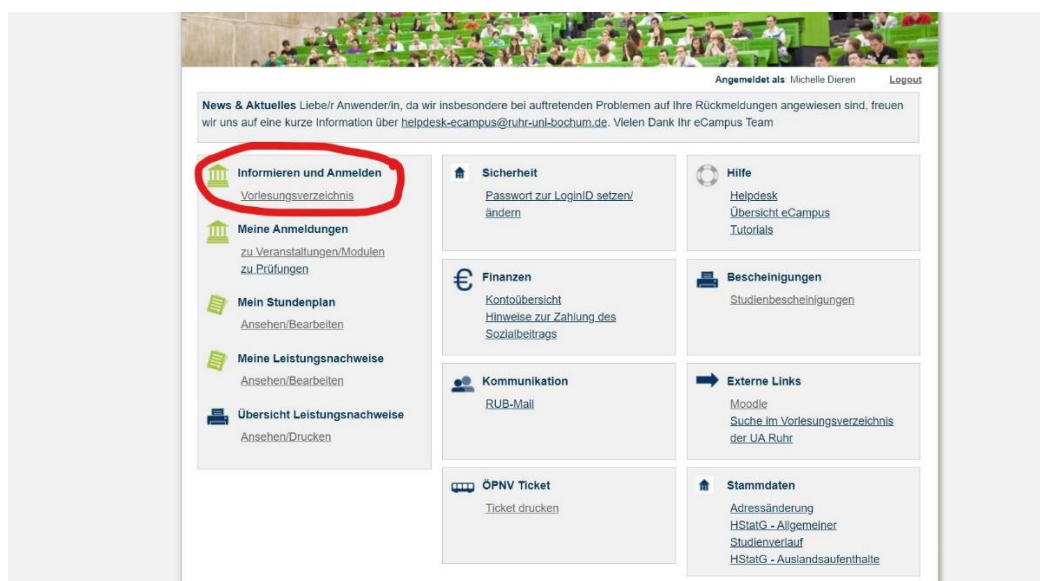 Angemeldet als: Michelle Dieren Logout
News & Aktuelles Liebe/r Anwender/in, da wir insbesondere bei auftretenden Problemen auf Ihre Rückmeldungen angewiesen sind, freuen
wir uns auf eine kurze Information über helpdesk-ecampus@ruhr-uni-bochum.de. Vielen Dank Ihr eCampus Team
Informieren und Anmelden
Vorlesungsverzeichnis
Meine Anmeldungen
zu Veranstaltungen/Modulen
zu Prüfungen
Mein Stundenplan
Ansehen/Bearbeiten
Meine Leistungsnachweise
Ansehen/Bearbeiten
Übersicht Leistungsnachweise
Ansehen/Drucken
Sicherheit
Passwort zur LoginID setzen/
ändern
Finanzen
Kontoübersicht
Hinweise zur Zahlung des
Sozialbeitrags
Kommunikation
RUB-Mail
ÖPNV Ticket
Ticket drucken
Hilfe
Helpdesk
Übersicht eCampus
Tutorials
Bescheinigungen
Studienbescheinigungen
Externe Links
Moodle
Suche im Vorlesungsverzeichnis
der UA Ruhr
Stammdaten
Adressänderung
HStatG - Allgemeiner
Studienverlauf
HStatG - Auslandsaufenthalte